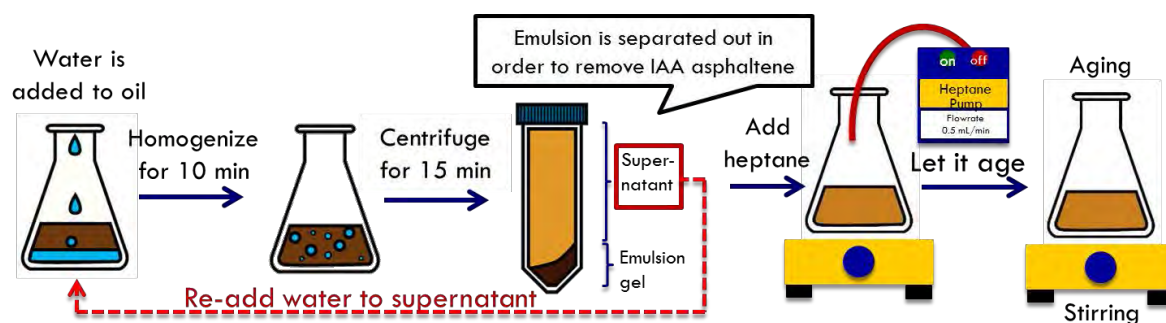 Water is
added to oil
Homogenize
for 10 min
Centrifuge
for 15 min
Emulsion is separated out in
order to remove IAA asphaltene
Super-
natant
Emulsion
gel
Re-add water to supernatant
Add
heptane
on off
Heptane
Pump
Flowrate
0.5 mL/min
Let it age
Aging
Stirring